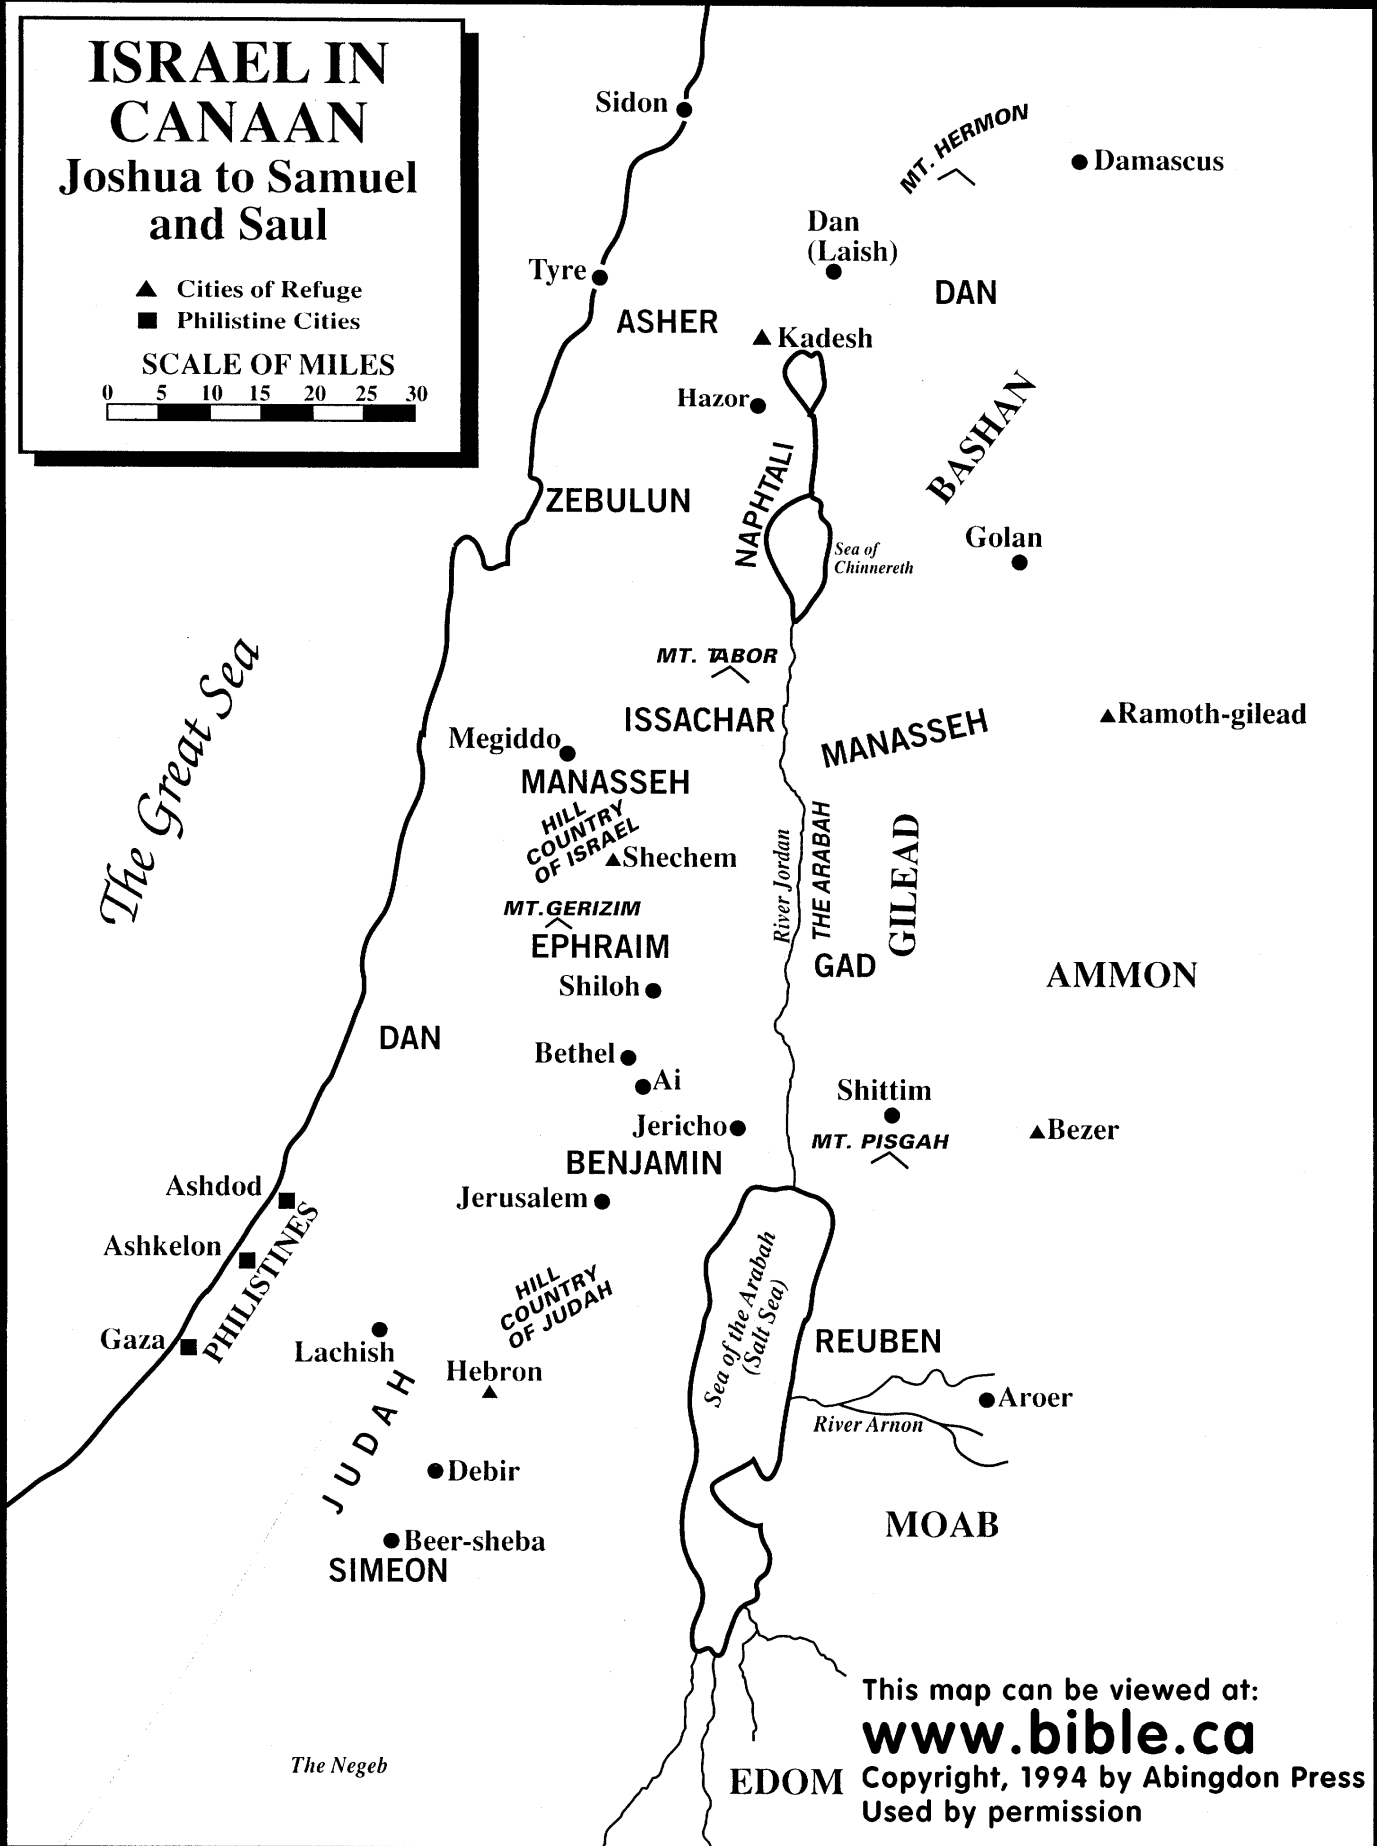 ISRAEL IN
CANAAN
Joshua to Samuel
and Saul
Cities of Refuge
Philistine Cities
SCALE OF MILES
0 5 10 15 20 25 30
Sidon
MT. HERMON
Damascus
Dan
(Laish)
Tyre
DAN
ASHER
Kadesh
Hazor
BASHAN
NAPHTALI
ZEBULUN
Golan
Sea of
Chinnereth
The Great Sea
MT. TABOR
ISSACHAR
MANASSEH
Ramoth-gilead
Megiddo
MANASSEH
HILL
COUNTRY
OF ISRAEL
Shechem
River Jordan
THE ARABAH
GILEAD
MT. GERIZIM
EPHRAIM
GAD
AMMON
Shiloh
DAN
Bethel
Ai
Shittim
Jericho
MT. PISGAH
Bezer
BENJAMIN
Ashdod
Jerusalem
Ashkelon
PHILISTINES
HILL
COUNTRY
OF JUDAH
Sea of the Arabah
(Salt Sea)
Gaza
Lachish
REUBEN
Hebron
JUDAH
Aroer
River Arnon
Debir
MOAB
Beer-sheba
SIMEON
This map can be viewed at:
www.bible.ca
The Negeb
EDOM
Copyright, 1994 by Abingdon Press
Used by permission